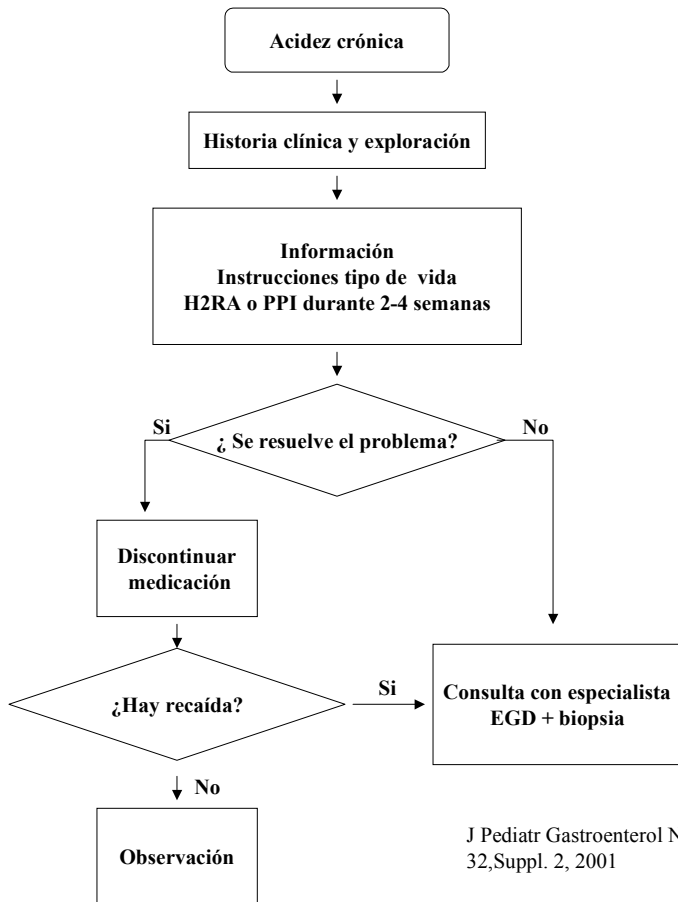 Acidez crónica
Historia clínica y exploración
Información
Instrucciones tipo de vida
H2RA o PPI durante 2-4 semanas
Si
¿ Se resuelve el problema?
No
Discontinuar
medicación
¿Hay recaída?
Si
Consulta con especialista
EGD + biopsia
No
Observación
J Pediatr Gastroenterol N
32,Suppl. 2, 2001